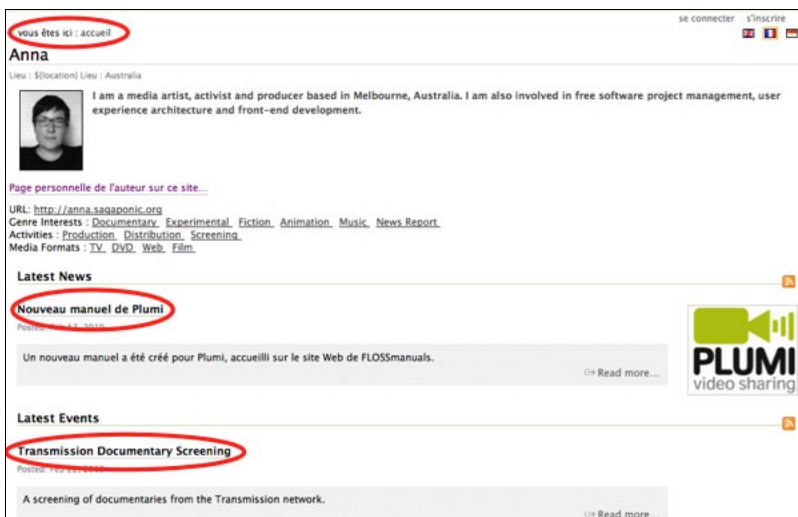 se connecter s'inscrire
vous êtes ici : accueil
Anna
Lieu : ${location} Lieu : Australia
I am a media artist, activist and producer based in Melbourne, Australia. I am also involved in free software project management, user
experience architecture and front-end development.
Page personnelle de l'auteur sur ce site...
URL: http://anna.sagaponic.org
Genre Interests : Documentary Experimental Fiction Animation Music News Report
Activities : Production Distribution Screening
Media Formats : TV DVD Web Film
Latest News
Nouveau manuel de Plumi
Posted: Feb 2010
Un nouveau manuel a été créé pour Plumi, accueilli sur le site Web de FLOSSmanuals.
Read more...
PLUMI
video sharing
Latest Events
Transmission Documentary Screening
Posted: Feb
A screening of documentaries from the Transmission network.
Read more...